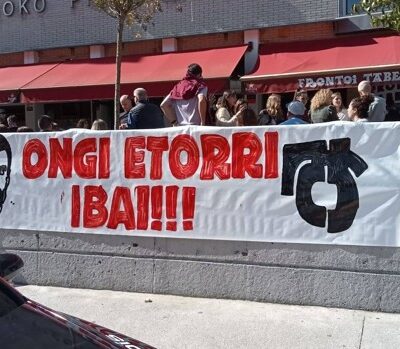 OKO
FRONTOI TABE
ONGI ETORRI
IBAI!!!